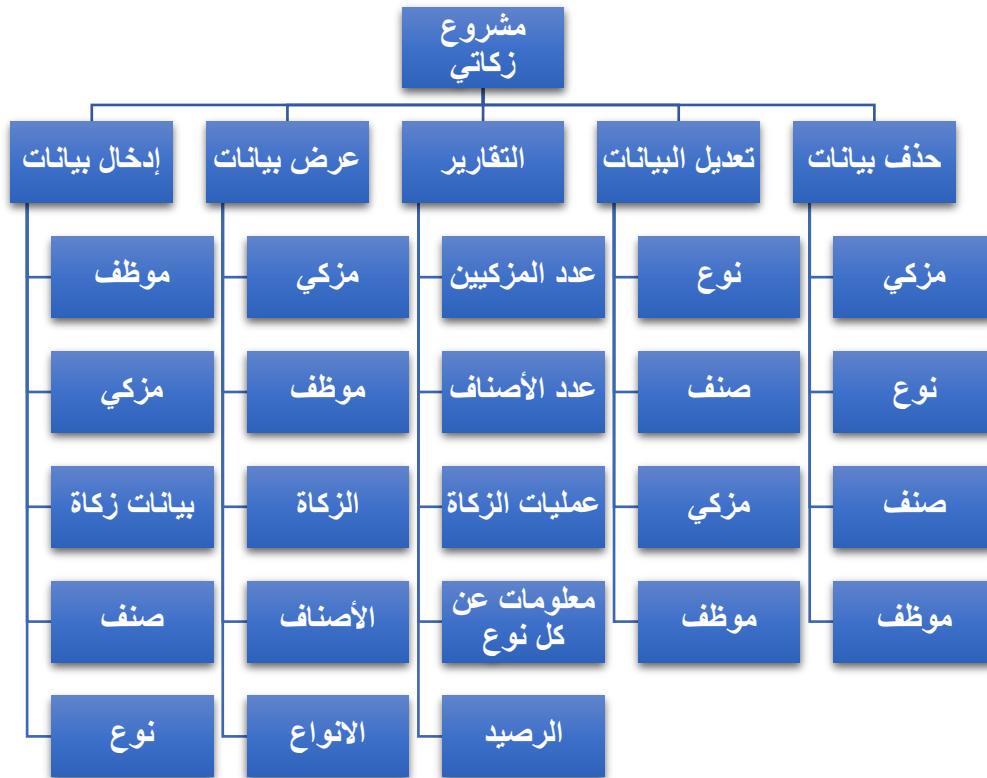 مشروع
زكاتي
حذف بيانات
تعديل البيانات
التقارير
عرض بيانات
إدخال بيانات
مزكي
نوع
عدد المزكيين
مزكي
موظف
نوع
صنف
عدد الأصناف
موظف
مزكي
صنف
مزكي
عمليات الزكاة
الزكاة
بيانات زكاة
موظف
موظف
معلومات عن
كل نوع
الأصناف
صنف
الرصيد
الانواع
نوع